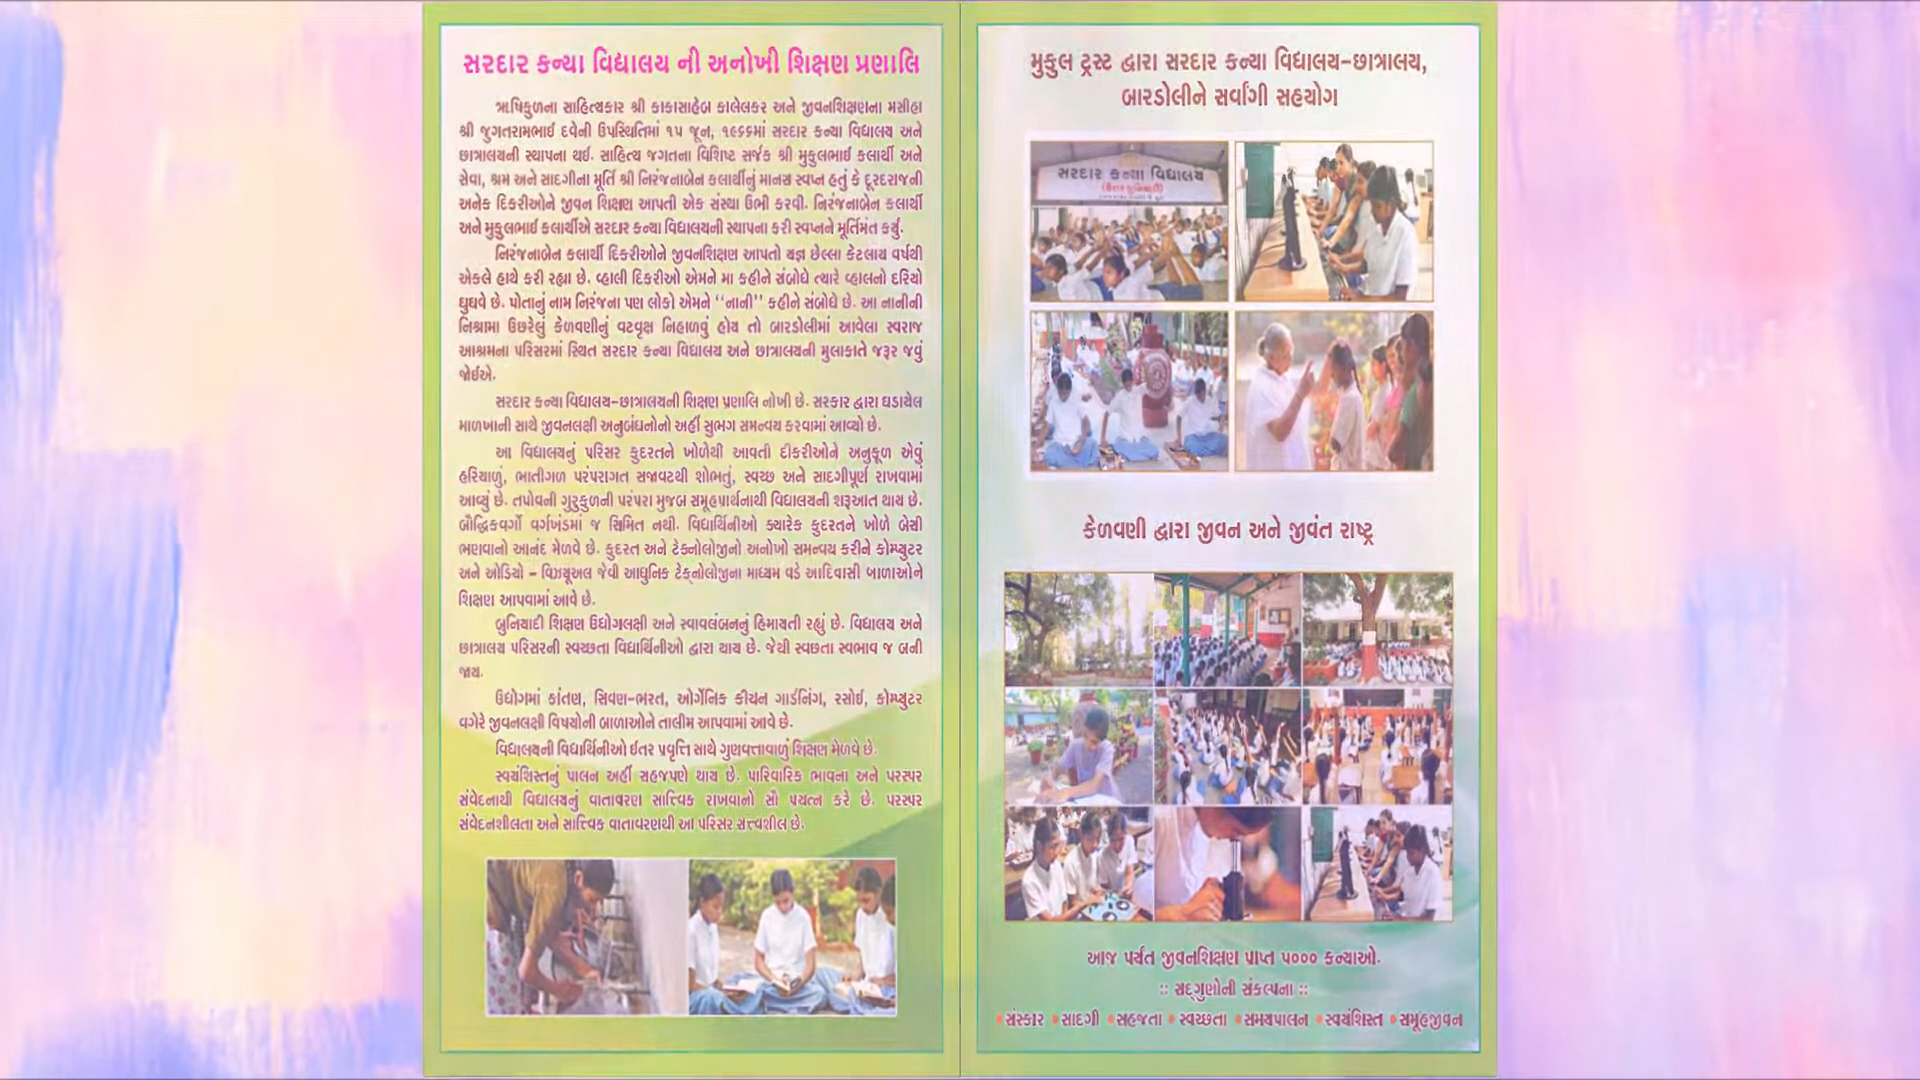 સરદાર કન્યા વિદ્યાલય ની અનોખી શિક્ષણ પ્રણાલિ
ઋષિકુળના સાહિત્યકાર શ્રી કાકાસાહેબ કાલેલકર અને જીવનશિક્ષણના મસીહા
શ્રી જુગતરામભાઈ દવેની ઉપસ્થિતિમાં ૧૫ જૂન, ૧૯૬૬માં સરદાર કન્યા વિદ્યાલય અને
છાત્રાલયની સ્થાપના થઈ. સાહિત્ય જગતના વિશિષ્ટ સર્જક શ્રી મુકુલભાઈ કલાર્થી અને
સેવા, શ્રમ અને સાદગીના મૂર્તિ શ્રી નિરંજનાબેન કલાર્થીનું માનસ સ્વપ્ન હતું કે દૂરદરાજની
અનેક દિકરીઓને જીવન શિક્ષણ આપતી એક સંસ્થા ઉભી કરવી. નિરંજનાબેન કલાર્થી
અને મુકુલભાઈ કલાર્થીએ સરદાર કન્યા વિદ્યાલયની સ્થાપના કરી સ્વપ્નને મૂર્તિમંત કર્યું.
નિરંજનાબેન કલાર્થી દિકરીઓને જીવનશિક્ષણ આપતો યજ્ઞ છેલ્લા કેટલાય વર્ષથી
એકલે હાથે કરી રહ્યા છે. વ્હાલી દિકરીઓ એમને મા કહીને સંબોધે ત્યારે વ્હાલનો દરિયો
ઘુઘવે છે. પોતાનું નામ નિરંજના પણ લોકો એમને ‘‘નાની’’ કહીને સંબોધે છે. આ નાનીની
નિશ્રામા ઉછરેલું કેળવણીનું વટવૃક્ષ નિહાળવું હોય તો બારડોલીમાં આવેલા સ્વરાજ
આશ્રમના પરિસરમાં સ્થિત સરદાર કન્યા વિદ્યાલય અને છાત્રાલયની મુલાકાતે જરૂર જવું
જોઈએ.
સરદાર કન્યા વિદ્યાલય-છાત્રાલયની શિક્ષણ પ્રણાલિ નોખી છે. સરકાર દ્વારા ઘડાયેલ
માળખાની સાથે જીવનલક્ષી અનુબંધનોનો અહીં સુભગ સમન્વય કરવામાં આવ્યો છે.
આ વિદ્યાલયનું પરિસર કુદરતને ખોળેથી આવતી દીકરીઓને અનુકૂળ એવું
હરિયાળું, ભાતીગળ પરંપરાગત સજાવટથી શોભતું, સ્વચ્છ અને સાદગીપૂર્ણ રાખવામાં
આવ્યું છે. તપોવની ગુરુકુળની પરંપરા મુજબ સમૂહપ્રાર્થનાથી વિદ્યાલયની શરૂઆત થાય છે.
બૌદ્ધિકવર્ગો વર્ગખંડમાં જ સિમિત નથી. વિદ્યાર્થિનીઓ ક્યારેક કુદરતને ખોળે બેસી
ભણવાનો આનંદ મેળવે છે. કુદરત અને ટેક્નોલોજીનો અનોખો સમન્વય કરીને કોમ્પ્યુટર
અને ઓડિયો – વિઝ્યુઅલ જેવી આધુનિક ટેક્નોલોજીના માધ્યમ વડે આદિવાસી બાળાઓને
શિક્ષણ આપવામાં આવે છે.
બુનિયાદી શિક્ષણ ઉદ્યોગલક્ષી અને સ્વાવલંબનનું હિમાયતી રહ્યું છે. વિદ્યાલય અને
છાત્રાલય પરિસરની સ્વચ્છતા વિદ્યાર્થિનીઓ દ્વારા થાય છે. જેથી સ્વછતા સ્વભાવ જ બની
જાય.
ઉદ્યોગમાં કાંતણ, સિવણ-ભરત, ઓર્ગેનિક કીચન ગાર્ડનિંગ, રસોઈ, કોમ્પ્યુટર
વગેરે જીવનલક્ષી વિષયોની બાળાઓને તાલીમ આપવામાં આવે છે.
વિદ્યાલયની વિદ્યાર્થિનીઓ ઈતર પ્રવૃત્તિ સાથે ગુણવત્તાવાળું શિક્ષણ મેળવે છે.
સ્વયંશિસ્તનું પાલન અહીં સહજપણે થાય છે. પારિવારિક ભાવના અને પરસ્પર
સંવેદનાથી વિદ્યાલયનું વાતાવરણ સાત્ત્વિક રાખવાનો સૌ પ્રયત્ન કરે છે. પરસ્પર
સંવેદનશીલતા અને સાત્ત્વિક વાતાવરણથી આ પરિસર સત્ત્વશીલ છે.
મુકુલ ટ્રસ્ટ દ્વારા સરદાર કન્યા વિદ્યાલય-છાત્રાલય,
બારડોલીને સર્વાંગી સહયોગ
સરદાર કન્યા વિદ્યાલય
કેળવણી દ્વારા જીવન અને જીવંત રાષ્ટ્ર
આજ પર્યંત જીવનશિક્ષણ પ્રાપ્ત ૫૦૦૦ કન્યાઓ.
:: સદ્‌ગુણોની સંકલ્પના ::
•સંસ્કાર •સાદગી •સહજતા •સ્વચ્છતા •સમયપાલન •સ્વયંશિસ્ત •સમૂહજીવન